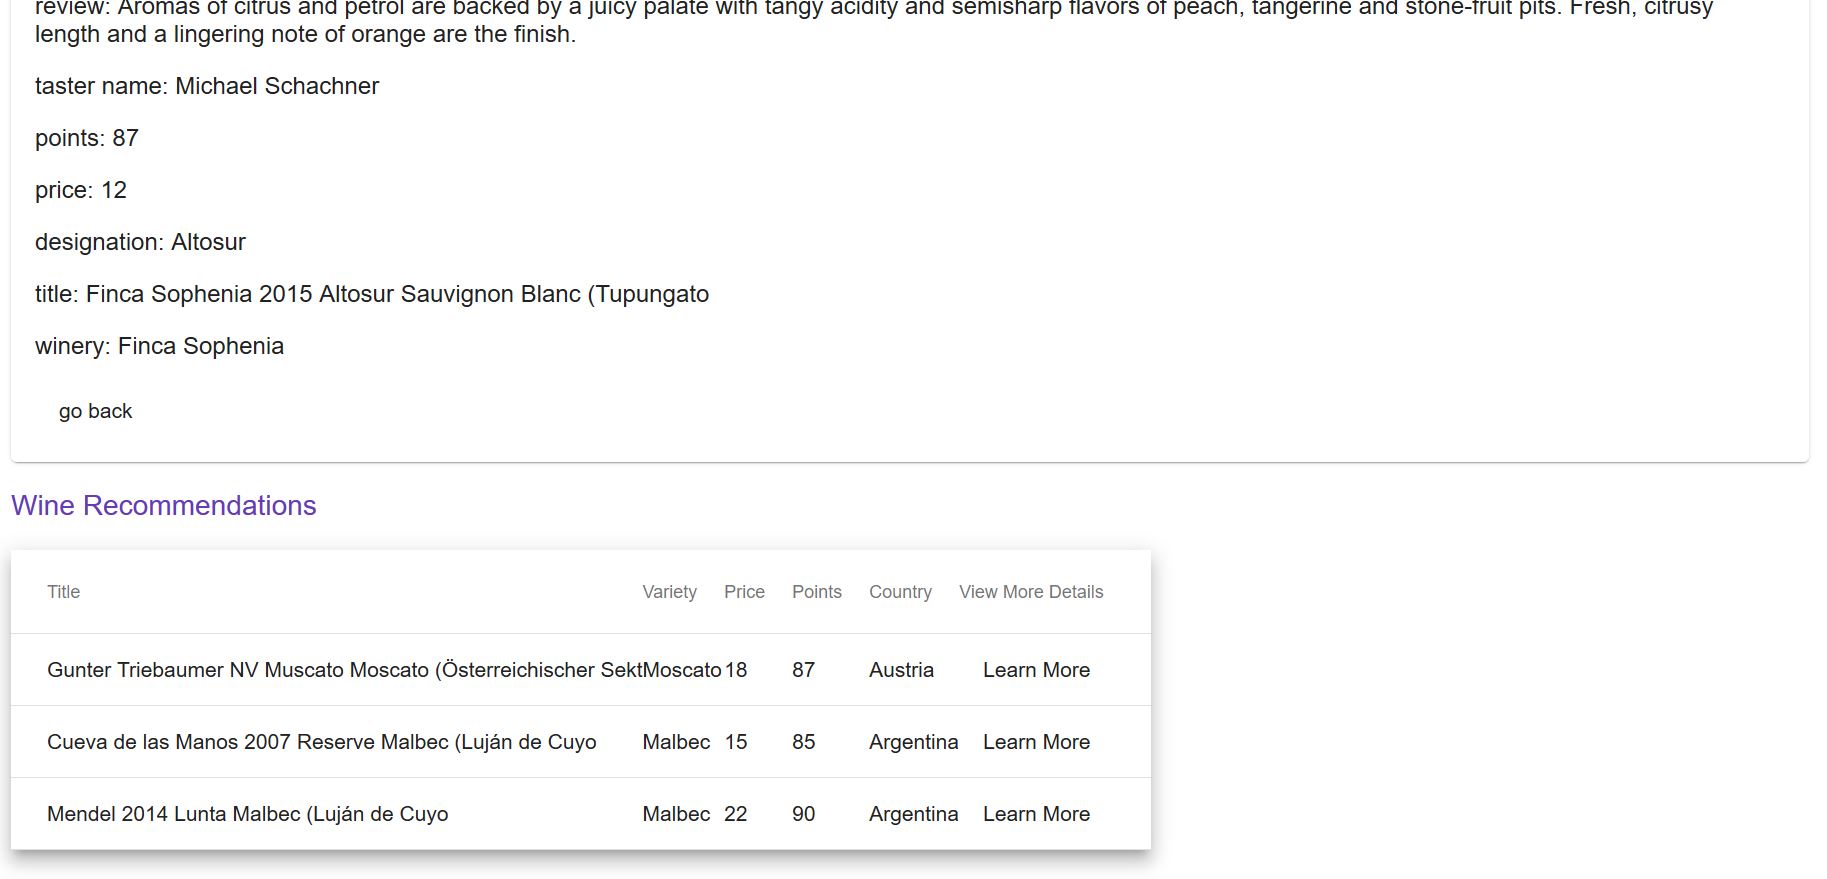 review: Aromas of citrus and petrol are backed by a juicy palate with tangy acidity and semisharp flavors of peach, tangerine and stone-fruit pits. Fresh, citrusy
length and a lingering note of orange are the finish.
taster name: Michael Schachner
points: 87
price: 12
designation: Altosur
title: Finca Sophenia 2015 Altosur Sauvignon Blanc (Tupungato
winery: Finca Sophenia
go back
Wine Recommendations
Title Variety Price Points Country View More Details
Gunter Triebaumer NV Muscato Moscato (Österreichischer Sekt Moscato 18 87 Austria Learn More
Cueva de las Manos 2007 Reserve Malbec (Luján de Cuyo Malbec 15 85 Argentina Learn More
Mendel 2014 Lunta Malbec (Luján de Cuyo Malbec 22 90 Argentina Learn More